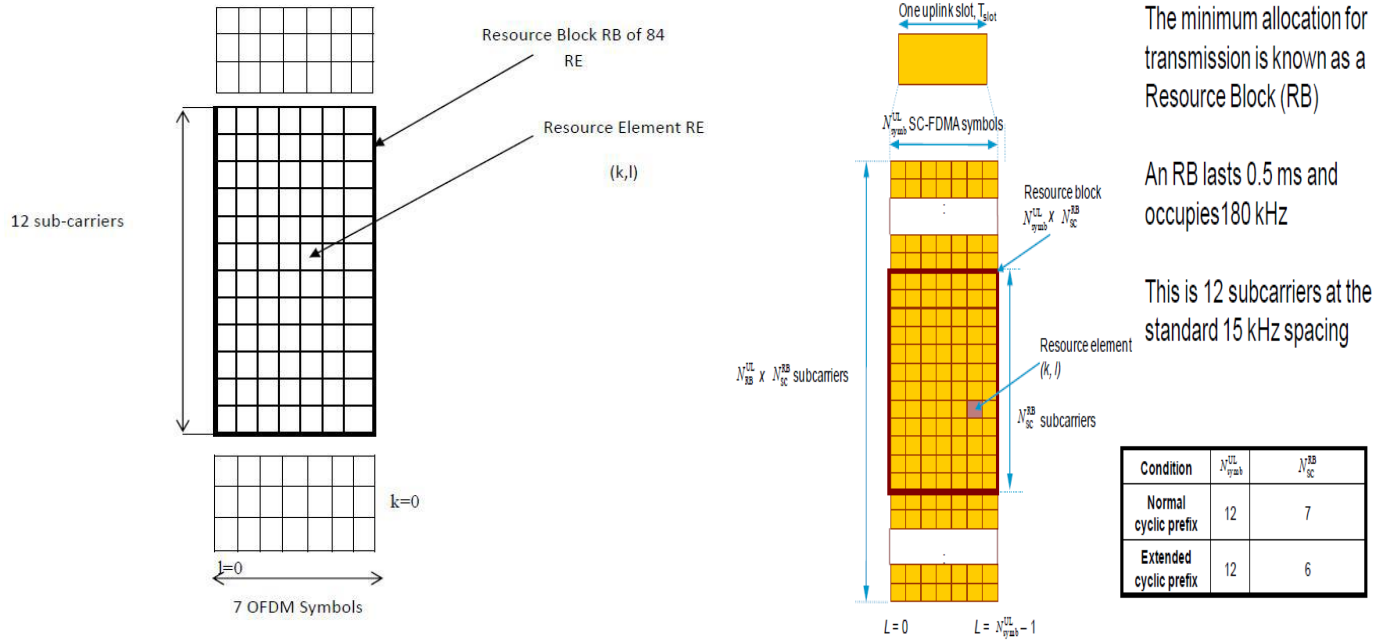 Resource Block RB of 84
RE
Resource Element RE
(k,l)
12 sub-carriers
k=0
l=0
7 OFDM Symbols
One uplink slot, T_slot
N_symb^UL SC-FDMA symbols
:
Resource block
N_symb^UL x N_SC^RB
Resource element
(k, l)
N_RB^UL x N_SC^RB subcarriers
N_SC^RB subcarriers
:
L = 0
L = N_symb^UL – 1
The minimum allocation for
transmission is known as a
Resource Block (RB)
An RB lasts 0.5 ms and
occupies180 kHz
This is 12 subcarriers at the
standard 15 kHz spacing
Condition N_symb^UL N_SC^RB
Normal
cyclic prefix 12 7
Extended
cyclic prefix 12 6